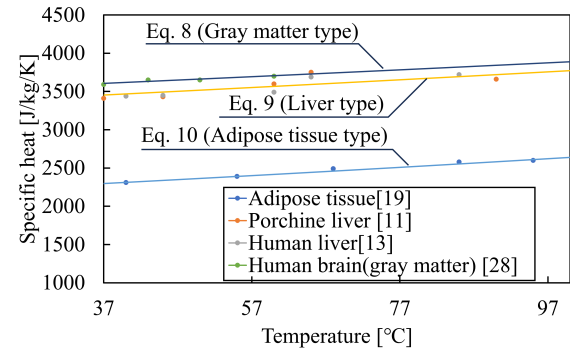 4500
4000
3500
3000
2500
2000
1500
1000
Specific heat [J/kg/K]
Eq. 8 (Gray matter type)
Eq. 9 (Liver type)
Eq. 10 (Adipose tissue type)
Adipose tissue[19]
Porchine liver [11]
Human liver[13]
Human brain(gray matter) [28]
37
57
77
97
Temperature [℃]